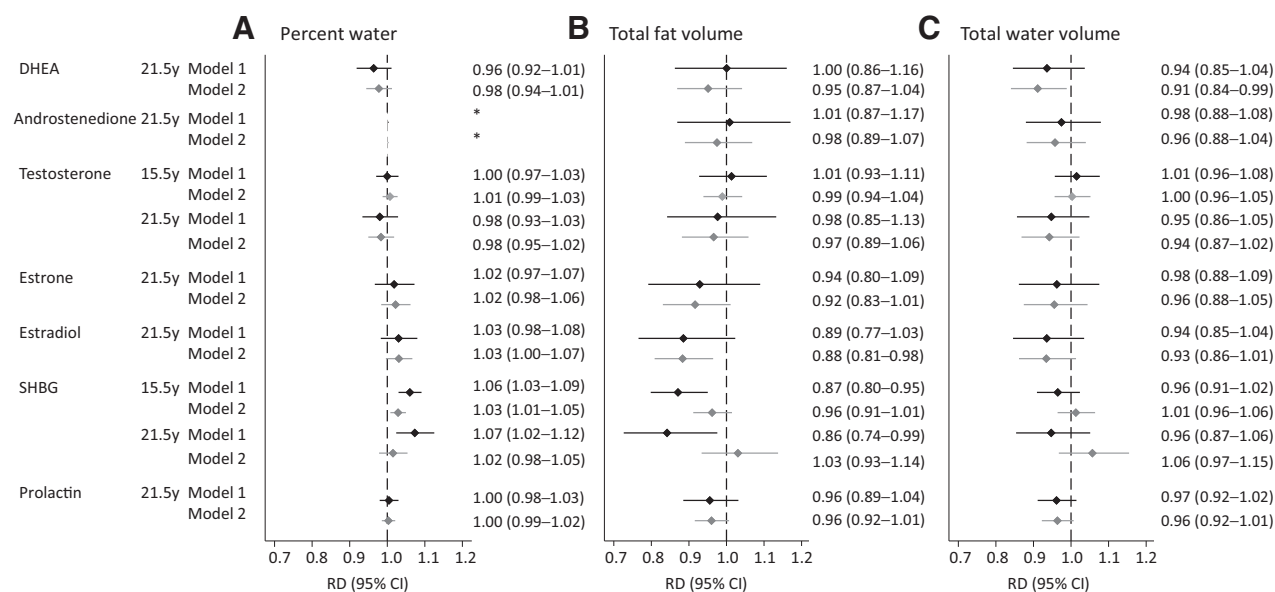 A Percent water B Total fat volume C Total water volume
DHEA 21.5y Model 1 0.96 (0.92–1.01) 1.00 (0.86–1.16) 0.94 (0.85–1.04)
Model 2 0.98 (0.94–1.01) 0.95 (0.87–1.04) 0.91 (0.84–0.99)
Androstenedione 21.5y Model 1 * 1.01 (0.87–1.17) 0.98 (0.88–1.08)
Model 2 * 0.98 (0.89–1.07) 0.96 (0.88–1.04)
Testosterone 15.5y Model 1 1.00 (0.97–1.03) 1.01 (0.93–1.11) 1.01 (0.96–1.08)
Model 2 1.01 (0.99–1.03) 0.99 (0.94–1.04) 1.00 (0.96–1.05)
21.5y Model 1 0.98 (0.93–1.03) 0.98 (0.85–1.13) 0.95 (0.86–1.05)
Model 2 0.98 (0.95–1.02) 0.97 (0.89–1.06) 0.94 (0.87–1.02)
Estrone 21.5y Model 1 1.02 (0.97–1.07) 0.94 (0.80–1.09) 0.98 (0.88–1.09)
Model 2 1.02 (0.98–1.06) 0.92 (0.83–1.01) 0.96 (0.88–1.05)
Estradiol 21.5y Model 1 1.03 (0.98–1.08) 0.89 (0.77–1.03) 0.94 (0.85–1.04)
Model 2 1.03 (1.00–1.07) 0.88 (0.81–0.98) 0.93 (0.86–1.01)
SHBG 15.5y Model 1 1.06 (1.03–1.09) 0.87 (0.80–0.95) 0.96 (0.91–1.02)
Model 2 1.03 (1.01–1.05) 0.96 (0.91–1.01) 1.01 (0.96–1.06)
21.5y Model 1 1.07 (1.02–1.12) 0.86 (0.74–0.99) 0.96 (0.87–1.06)
Model 2 1.02 (0.98–1.05) 1.03 (0.93–1.14) 1.06 (0.97–1.15)
Prolactin 21.5y Model 1 1.00 (0.98–1.03) 0.96 (0.89–1.04) 0.97 (0.92–1.02)
Model 2 1.00 (0.99–1.02) 0.96 (0.92–1.01) 0.96 (0.92–1.01)
0.7 0.8 0.9 1.0 1.1 1.2 0.7 0.8 0.9 1.0 1.1 1.2 0.7 0.8 0.9 1.0 1.1 1.2
RD (95% CI) RD (95% CI) RD (95% CI)